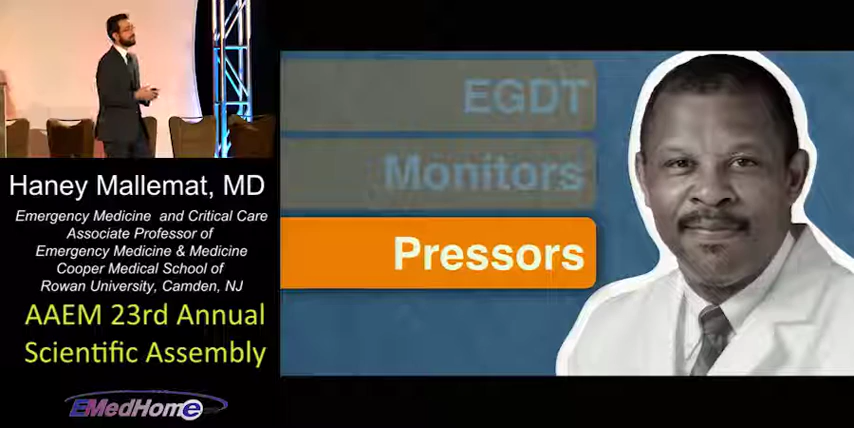 Haney Mallemat, MD
Emergency Medicine and Critical Care
Associate Professor of
Emergency Medicine & Medicine
Cooper Medical School of
Rowan University, Camden, NJ
AAEM 23rd Annual
Scientific Assembly
EMedHome
EGDT
Monitors
Pressors